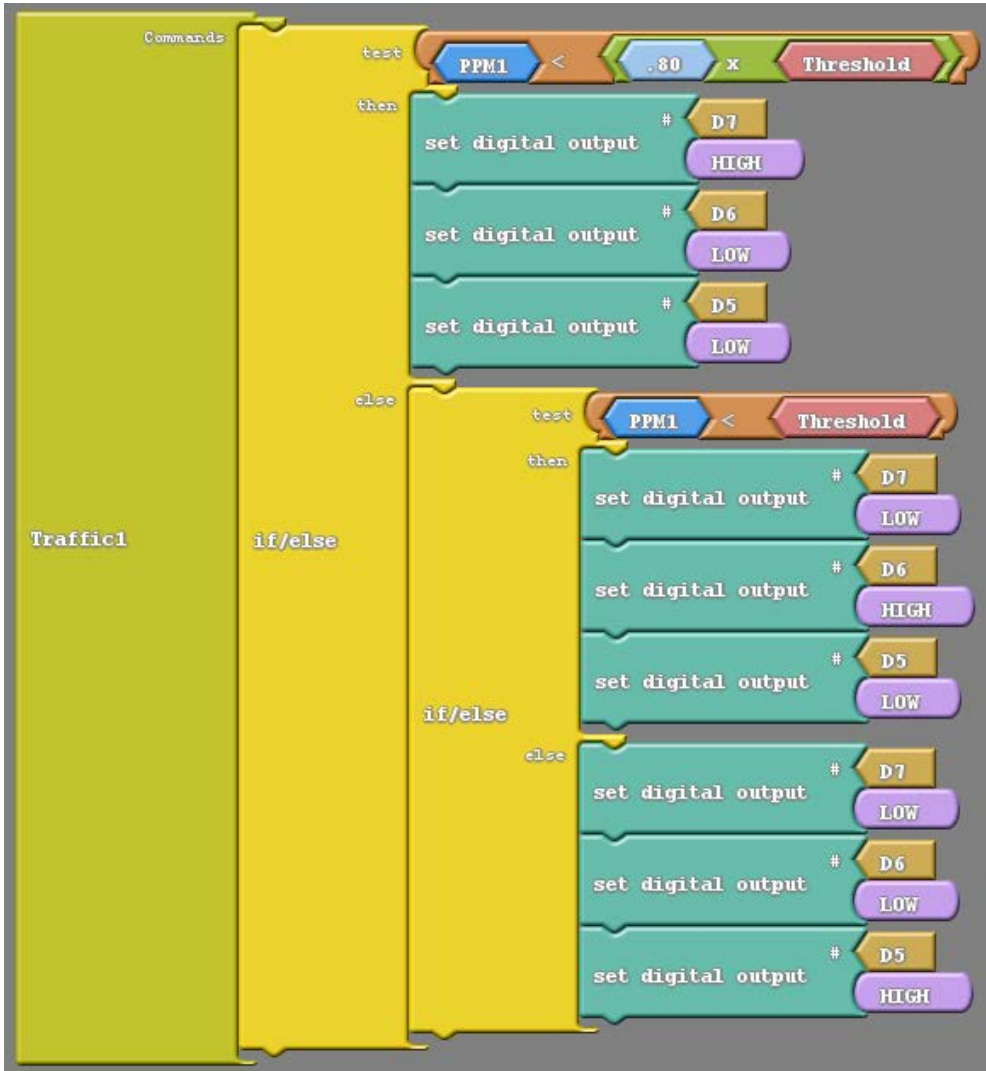 Commands
test
PPM1 < .80 x Threshold
then
set digital output # D7
HIGH
set digital output # D6
LOW
set digital output # D5
LOW
else
test
PPM1 < Threshold
then
set digital output # D7
LOW
Traffic1
if/else
set digital output # D6
HIGH
set digital output # D5
LOW
if/else
else
set digital output # D7
LOW
set digital output # D6
LOW
set digital output # D5
HIGH